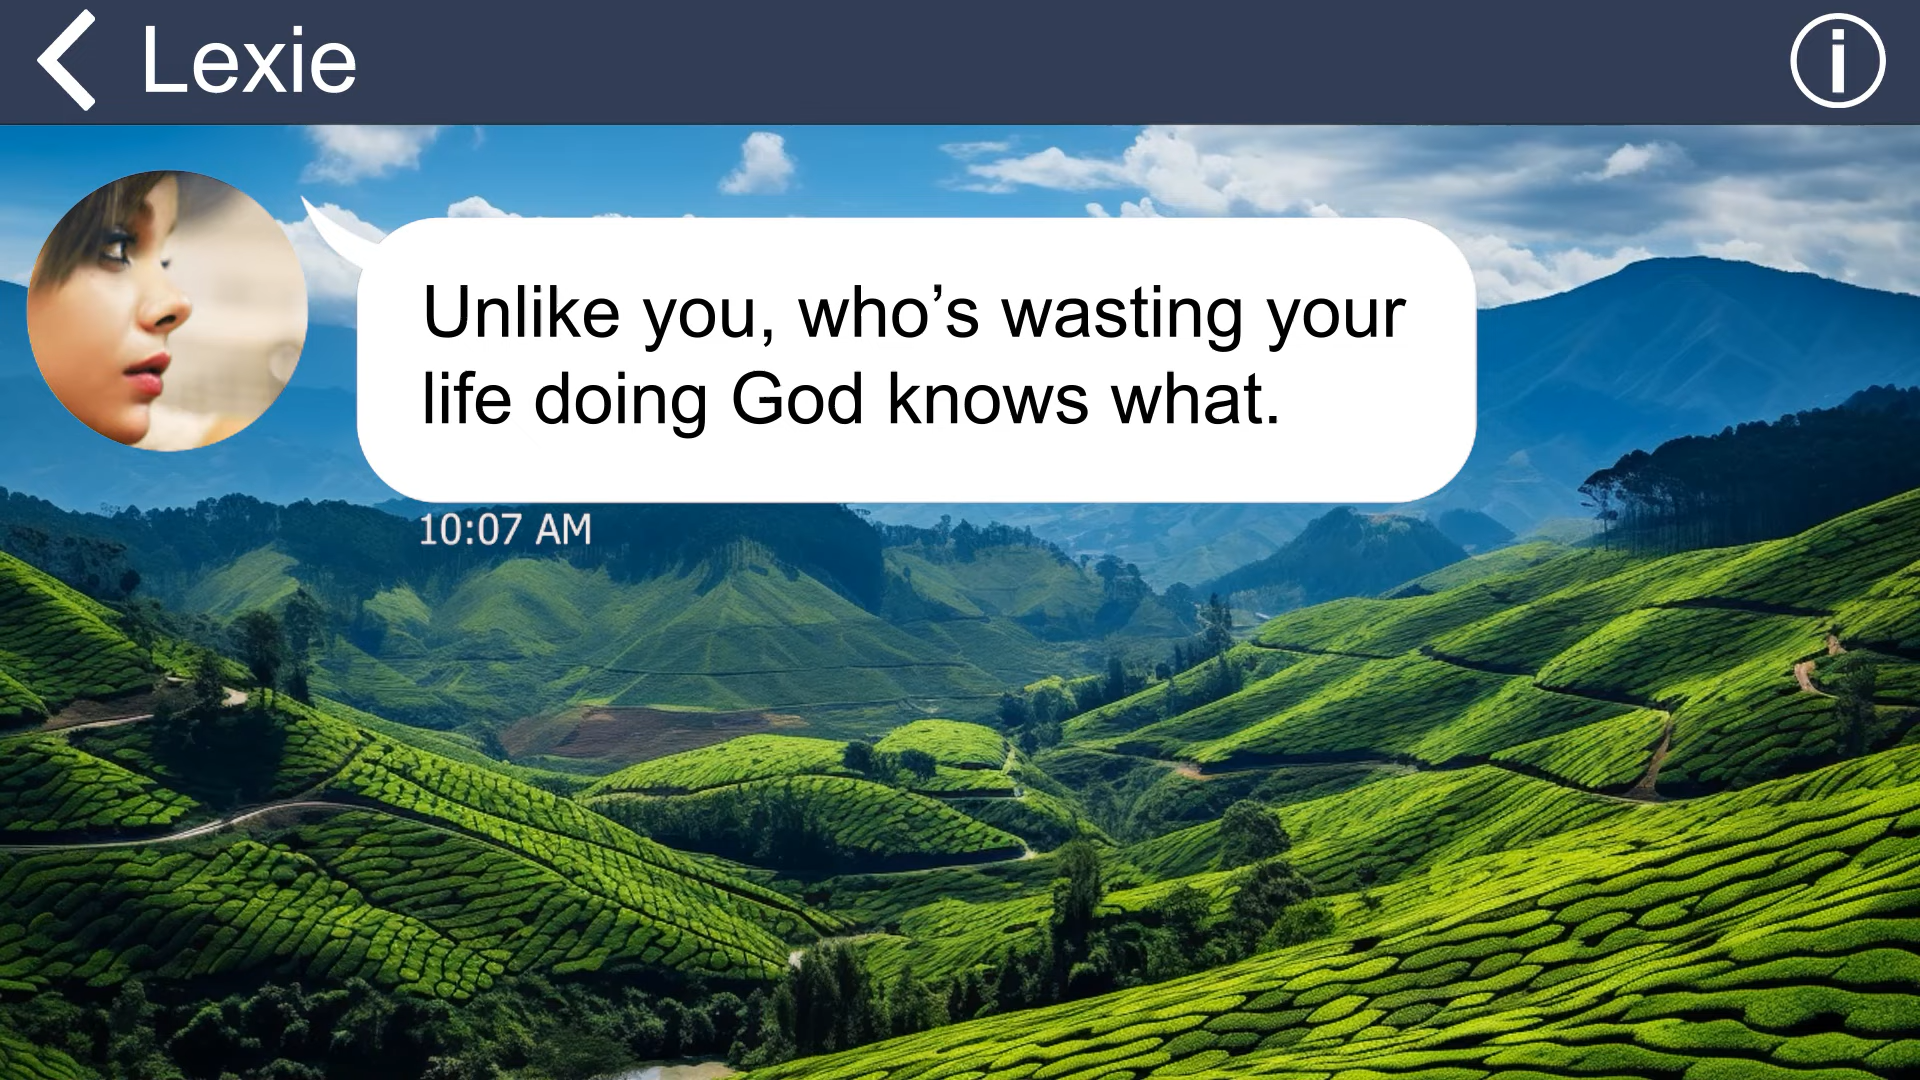 Lexie
Unlike you, who’s wasting your
life doing God knows what.
10:07 AM